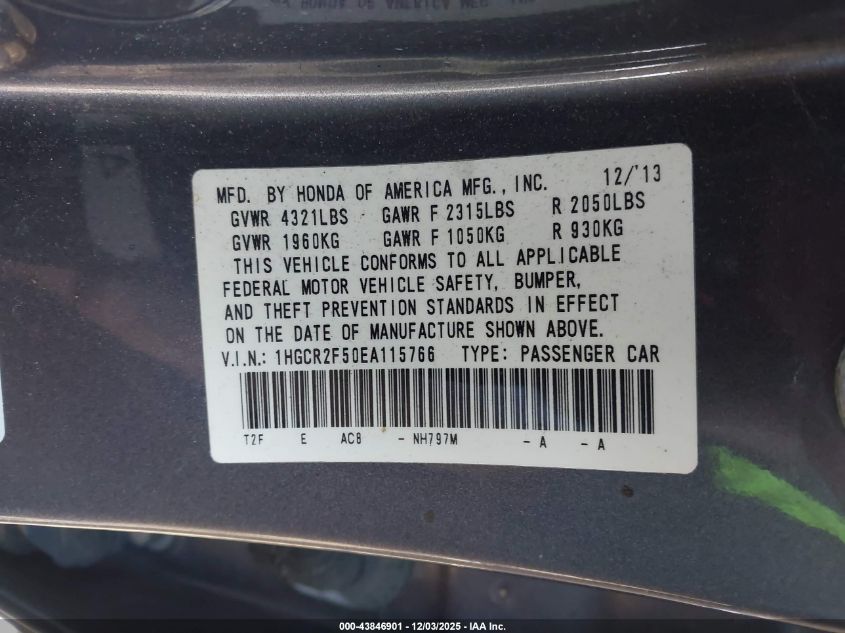 MFD. BY HONDA OF AMERICA MFG., INC. 12/'13
GVWR 4321LBS GAWR F 2315LBS R 2050LBS
GVWR 1960KG GAWR F 1050KG R 930KG
THIS VEHICLE CONFORMS TO ALL APPLICABLE
FEDERAL MOTOR VEHICLE SAFETY, BUMPER,
AND THEFT PREVENTION STANDARDS IN EFFECT
ON THE DATE OF MANUFACTURE SHOWN ABOVE.
V.I.N.: 1HGCR2F50EA115766 TYPE: PASSENGER CAR
T2F E AC8 - NH797M - A - A
000-43846901 - 12/03/2025 - IAA Inc.